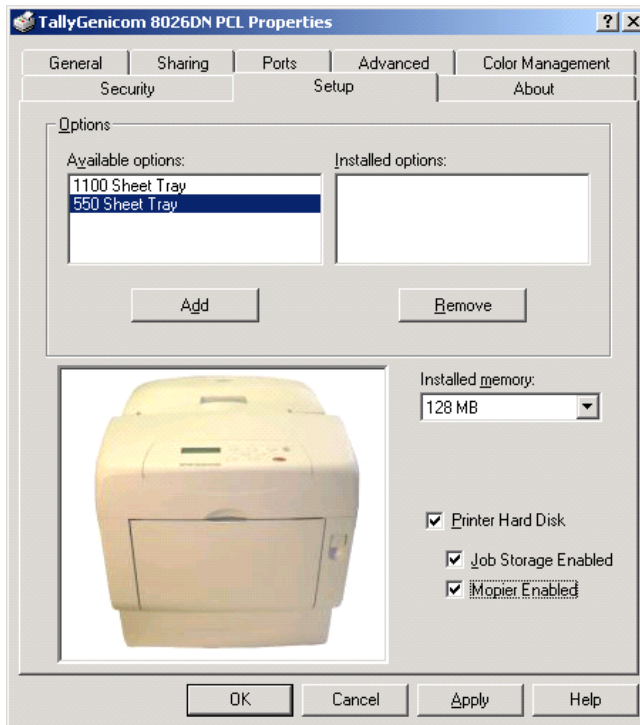 TallyGenicom 8026DN PCL Properties
General Sharing Ports Advanced Color Management
Security Setup About
Options
Available options:
1100 Sheet Tray
550 Sheet Tray
Installed options:
Add
Remove
Installed memory:
128 MB
Printer Hard Disk
Job Storage Enabled
Mopier Enabled
OK Cancel Apply Help